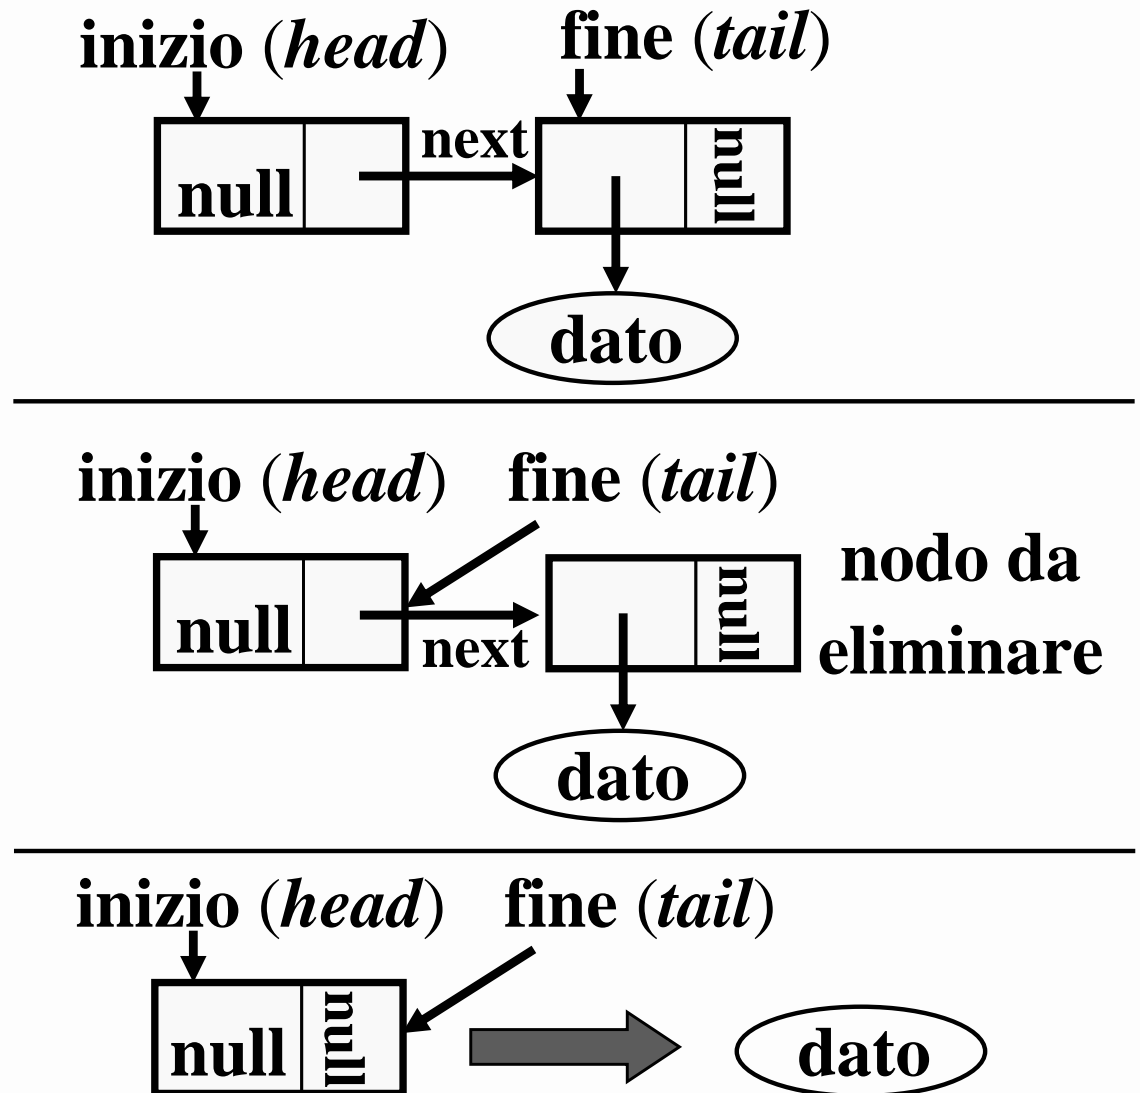 inizio (head) fine (tail)
next
null null
dato
inizio (head) fine (tail)
nodo da
null null
next eliminare
dato
inizio (head) fine (tail)
null null dato